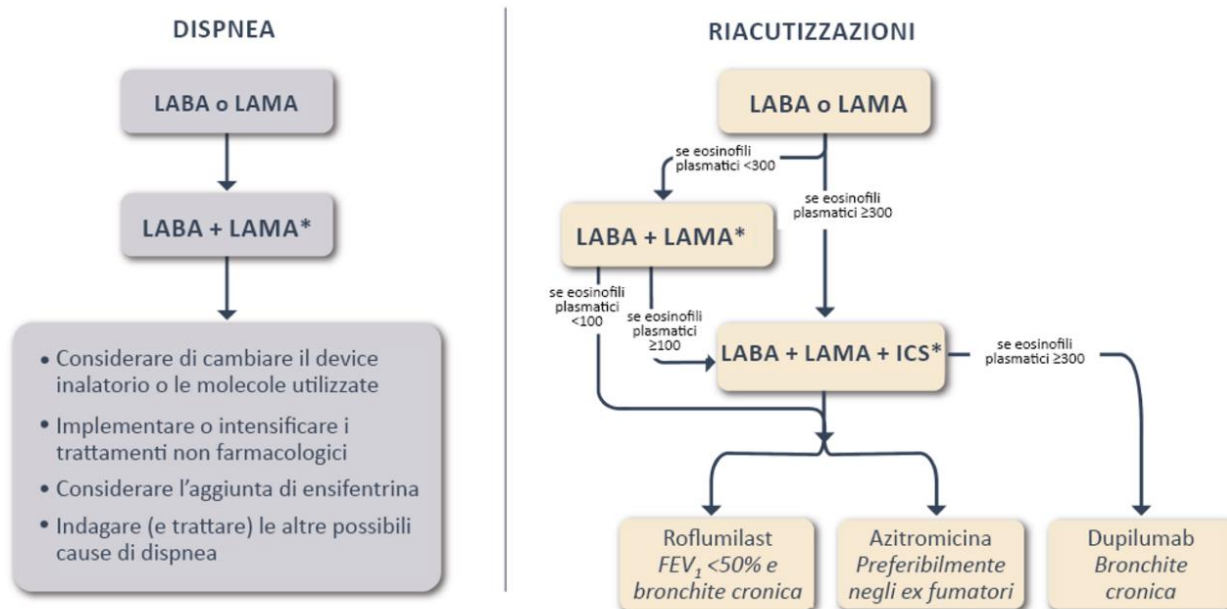 DISPNEA
LABA o LAMA
LABA + LAMA*
• Considerare di cambiare il device
inalatorio o le molecole utilizzate
• Implementare o intensificare i
trattamenti non farmacologici
• Considerare l'aggiunta di ensifentrina
• Indagare (e trattare) le altre possibili
cause di dispnea
RIACUTIZZAZIONI
LABA o LAMA
se eosinofili
plasmatici <300
se eosinofili
plasmatici ≥300
LABA + LAMA*
se eosinofili
plasmatici
<100
se eosinofili
plasmatici
≥100
LABA + LAMA + ICS*
se eosinofili
plasmatici ≥300
Roflumilast
FEV₁ <50% e
bronchite cronica
Azitromicina
Preferibilmente
negli ex fumatori
Dupilumab
Bronchite
cronica